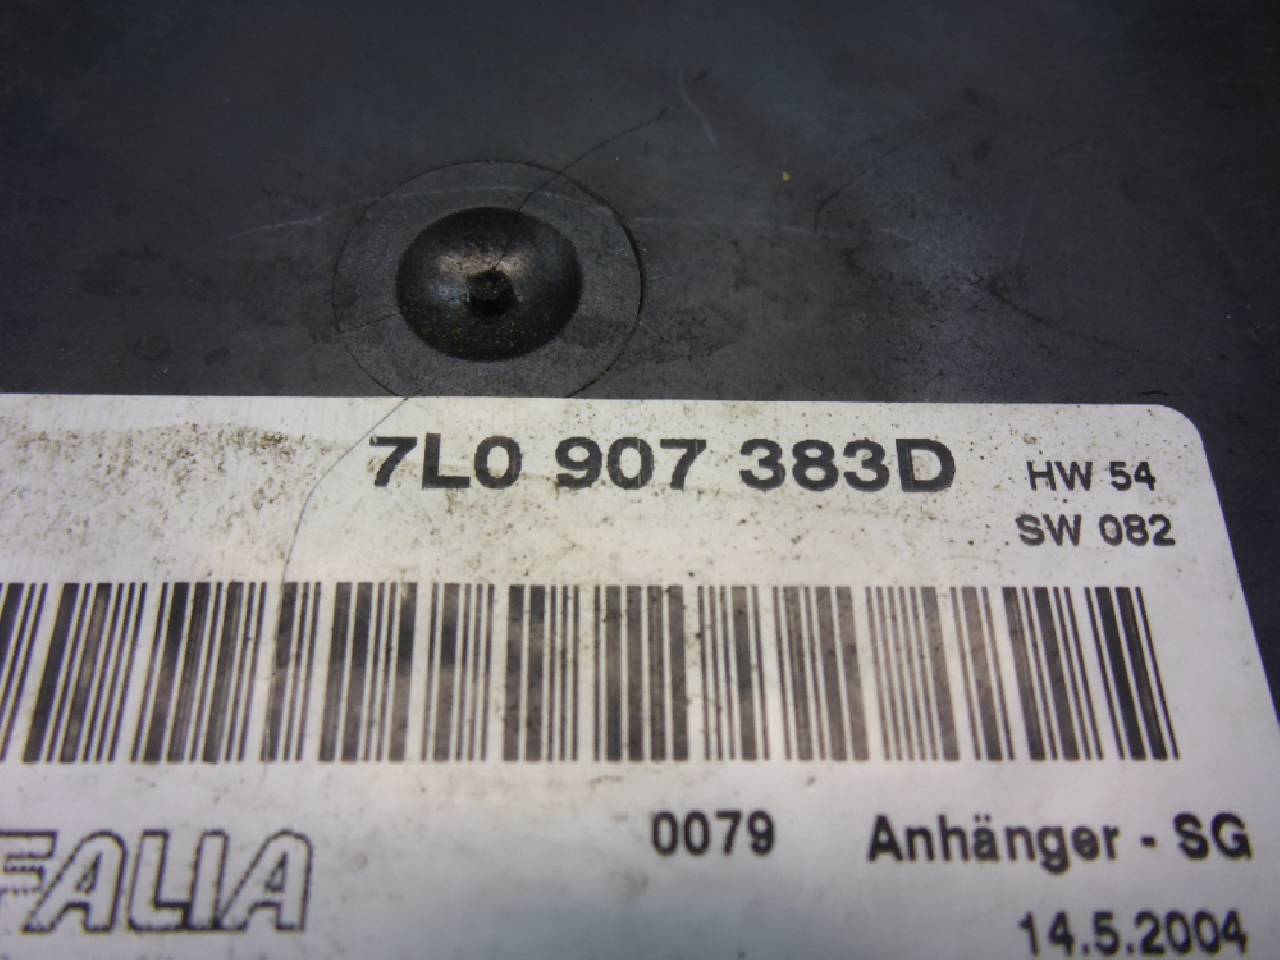 7L0 907 383D
HW 54
SW 082
FALIA
0079
Anhänger - SG
14.5.2004